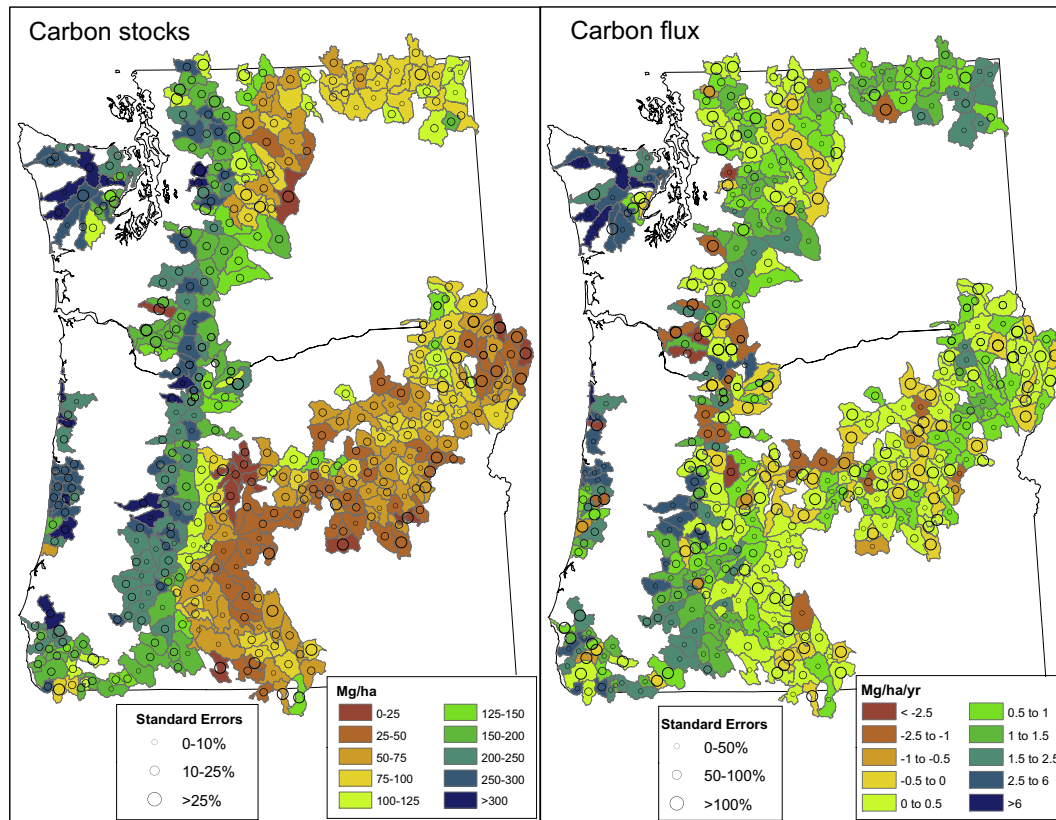 Carbon stocks
Standard Errors
0-10%
10-25%
>25%
Mg/ha
0-25
25-50
50-75
75-100
100-125
125-150
150-200
200-250
250-300
>300
Carbon flux
Standard Errors
0-50%
50-100%
>100%
Mg/ha/yr
< -2.5
-2.5 to -1
-1 to -0.5
-0.5 to 0
0 to 0.5
0.5 to 1
1 to 1.5
1.5 to 2.5
2.5 to 6
>6